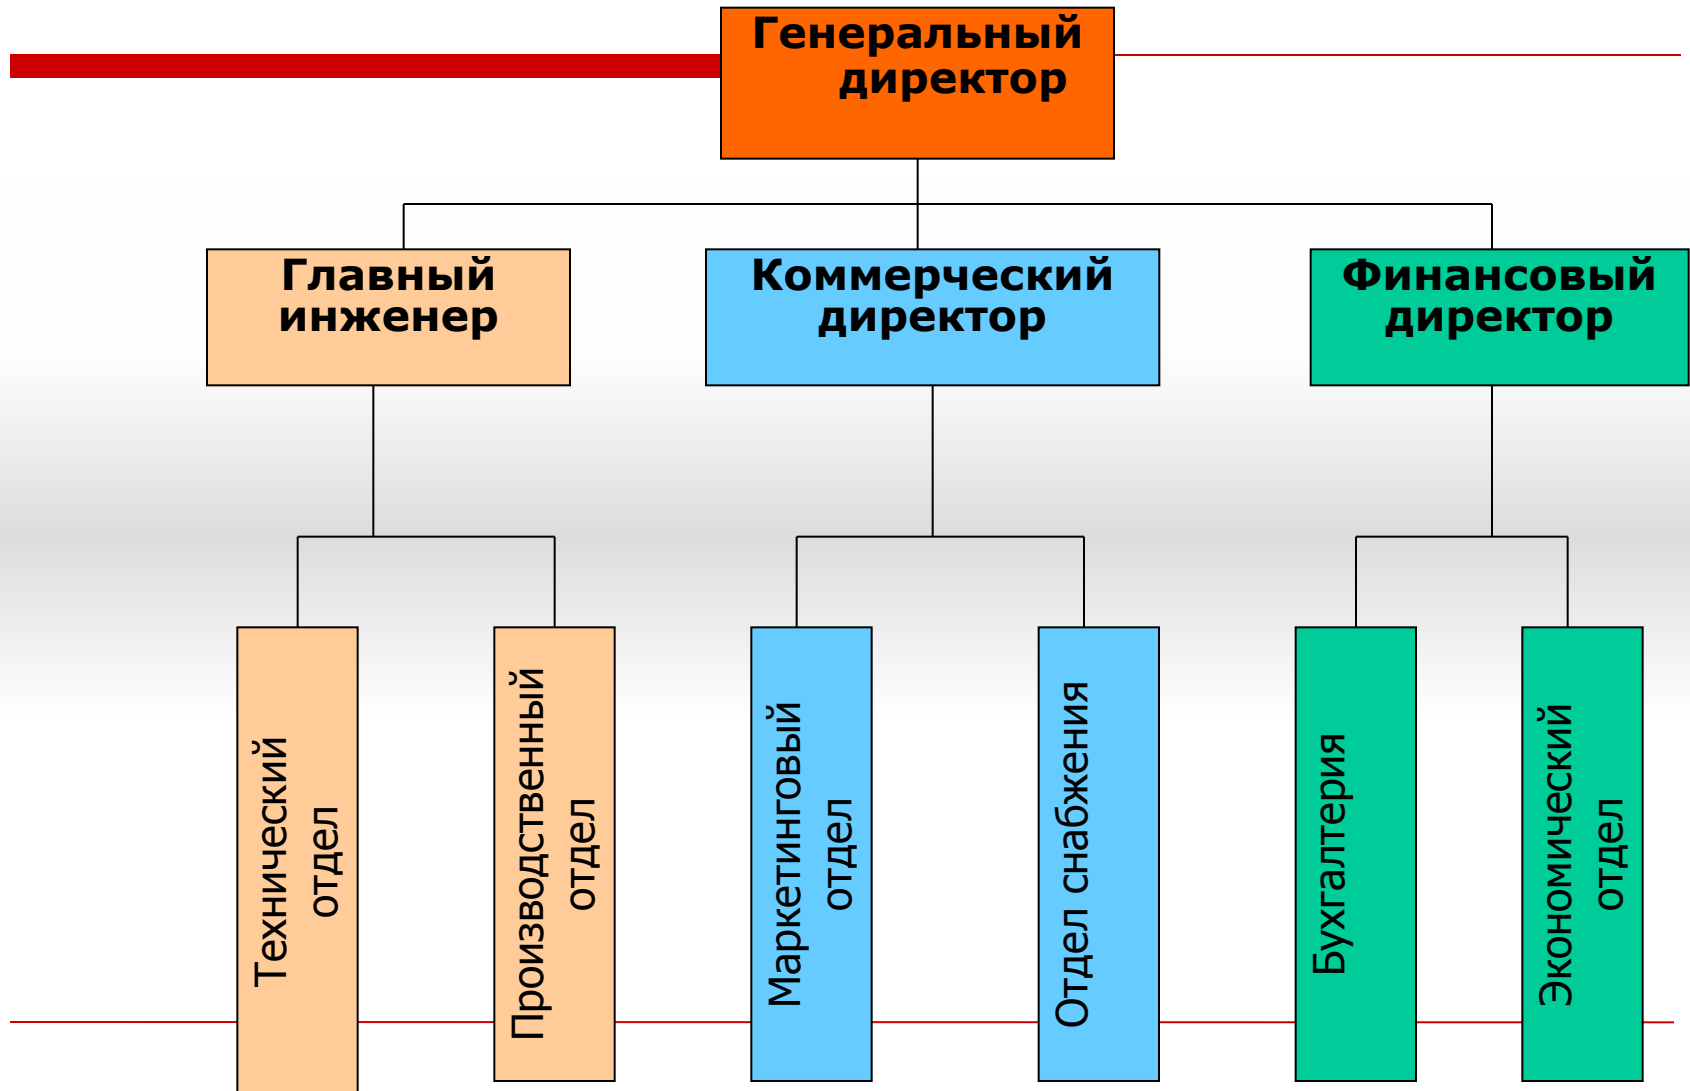 Генеральный
директор
Главный
инженер
Коммерческий
директор
Финансовый
директор
Технический
отдел
Производственный
отдел
Маркетинговый
отдел
Отдел снабжения
Бухгалтерия
Экономический
отдел